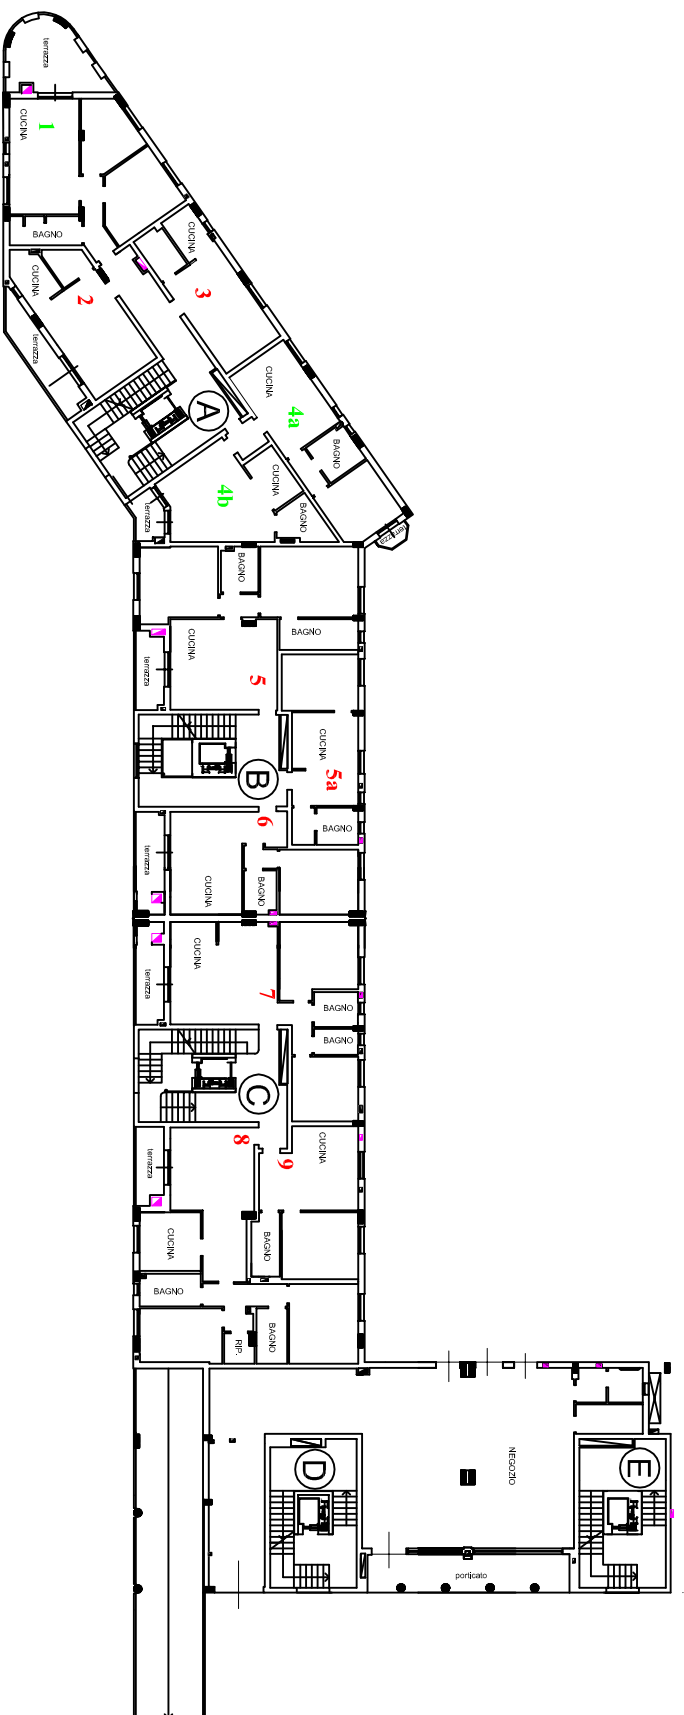 terrazza
CUCINA
1
BAGNO
CUCINA
2
terrazza
CUCINA
3
A
CUCINA
4a
BAGNO
terrazza
4b
CUCINA
BAGNO
terrazza
BAGNO
BAGNO
CUCINA
5
terrazza
CUCINA
5a
B
BAGNO
6
CUCINA
BAGNO
terrazza
CUCINA
7
terrazza
BAGNO
BAGNO
C
8
9
CUCINA
terrazza
CUCINA
BAGNO
BAGNO
RIP.
BAGNO
NEGOZIO
D
E
porticato